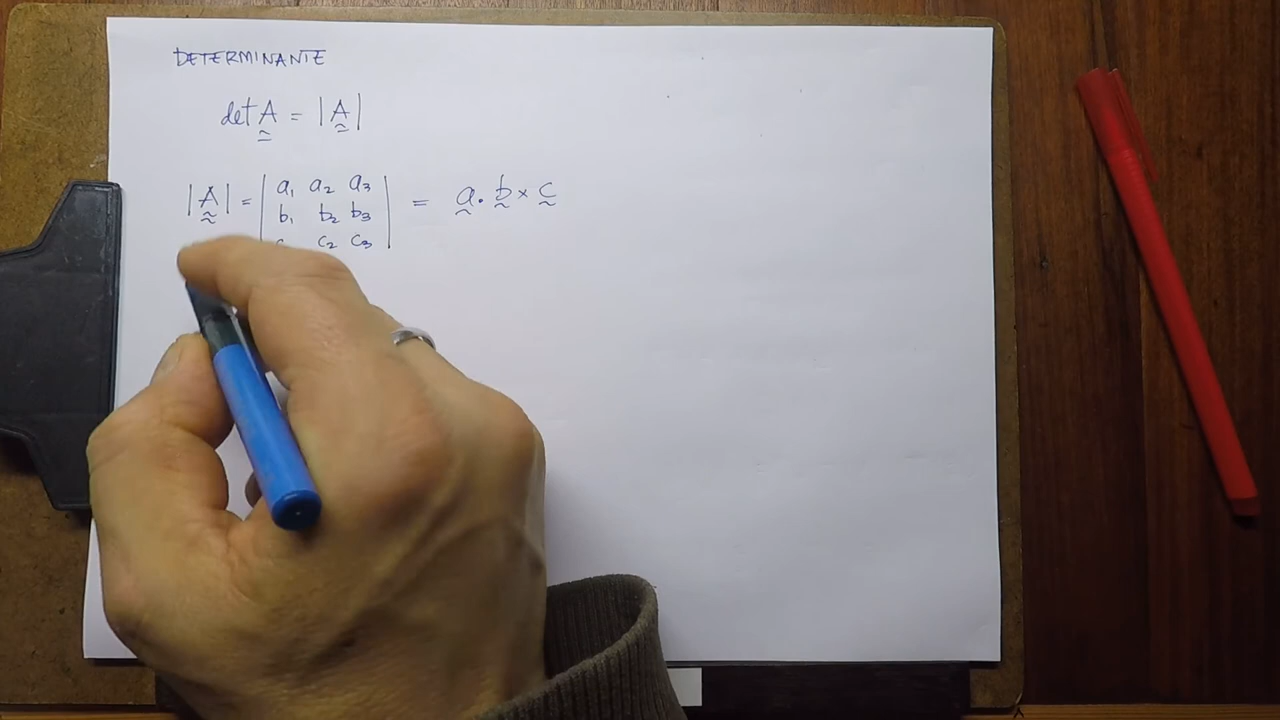 DETERMINANTE
det A = |A|
|A| = | a₁ a₂ a₃ | = a · b × c
b₁ b₂ b₃
c₂ c₃